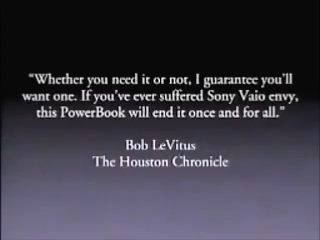 “Whether you need it or not, I guarantee you’ll
want one. If you’ve ever suffered Sony Vaio envy,
this PowerBook will end it once and for all.”
Bob LeVitus
The Houston Chronicle